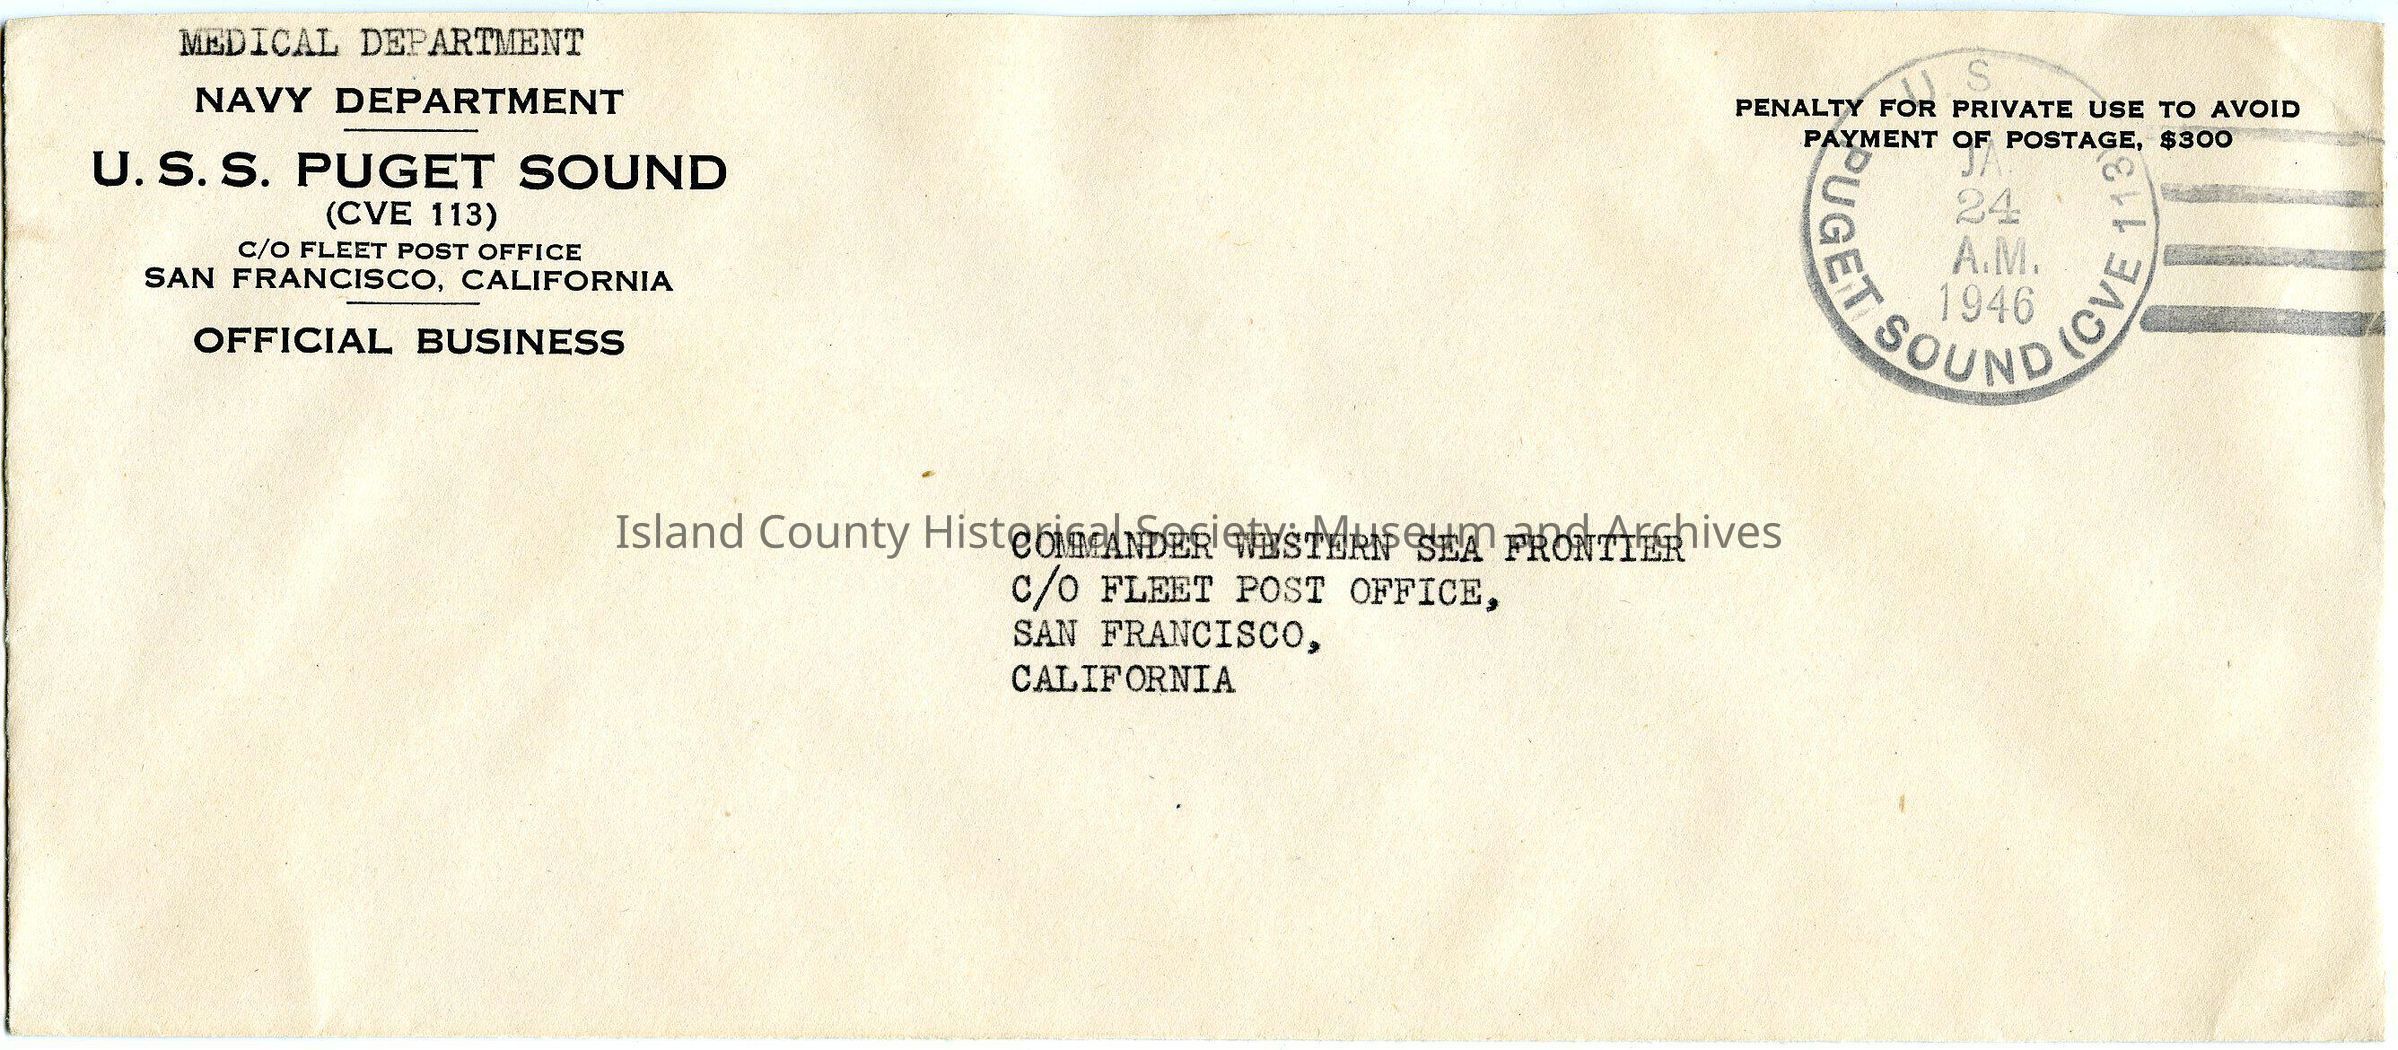 MEDICAL DEPARTMENT
NAVY DEPARTMENT
U.S.S. PUGET SOUND
(CVE 113)
C/O FLEET POST OFFICE
SAN FRANCISCO, CALIFORNIA
OFFICIAL BUSINESS
PENALTY FOR PRIVATE USE TO AVOID
PAYMENT OF POSTAGE, $300
U. S
PUGET SOUND (CVE 113)
JA
24
A.M.
1946
Island County Historical Society: Museum and Archives
COMMANDER WESTERN SEA FRONTIER
C/O FLEET POST OFFICE,
SAN FRANCISCO,
CALIFORNIA